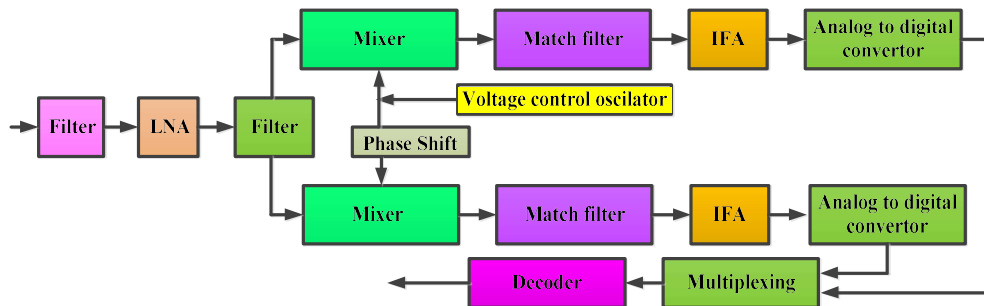 Mixer
Match filter
IFA
Analog to digital
convertor
Voltage control oscilator
Filter
LNA
Filter
Phase Shift
Mixer
Match filter
IFA
Analog to digital
convertor
Decoder
Multiplexing